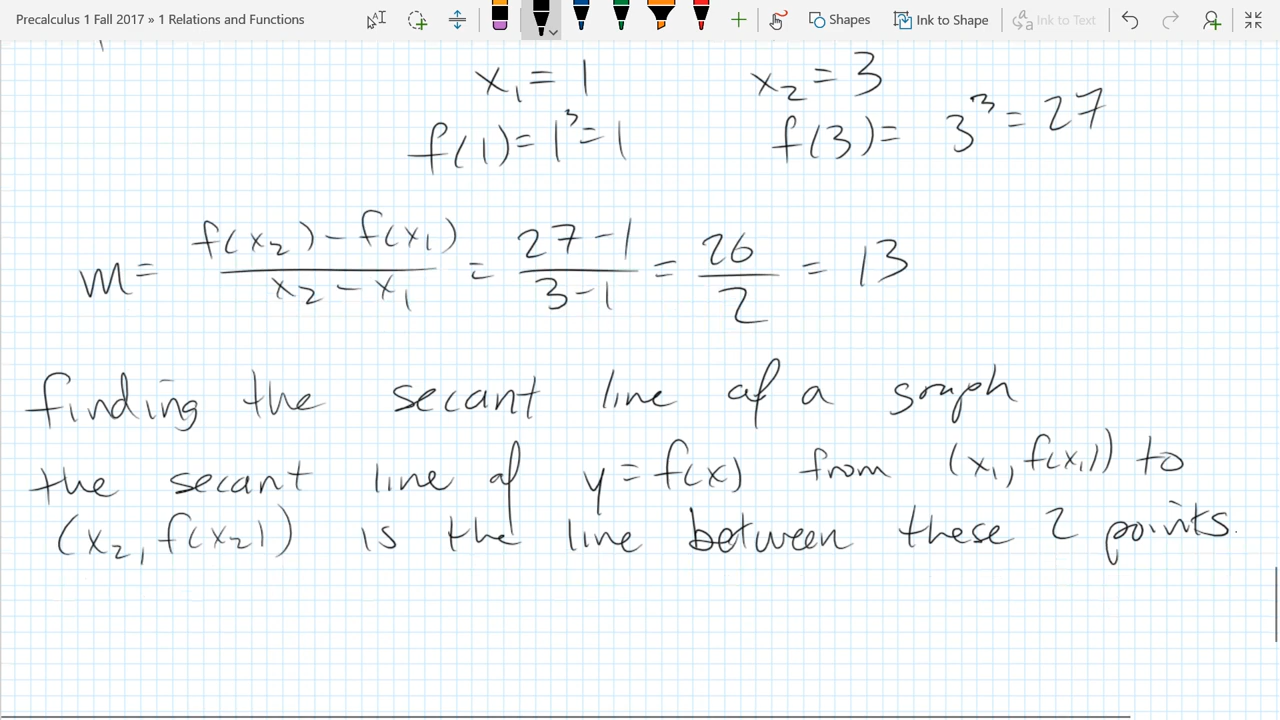 Precalculus 1 Fall 2017 » 1 Relations and Functions
Shapes
Ink to Shape
Ink to Text
x₁ = 1 x₂ = 3
f(1) = 1³ = 1 f(3) = 3³ = 27
m = (f(x₂) - f(x₁))/(x₂ - x₁) = (27 - 1)/(3 - 1) = 26/2 = 13
finding the secant line of a graph
the secant line of y = f(x) from (x₁, f(x₁)) to
(x₂, f(x₂)) is the line between these 2 points.